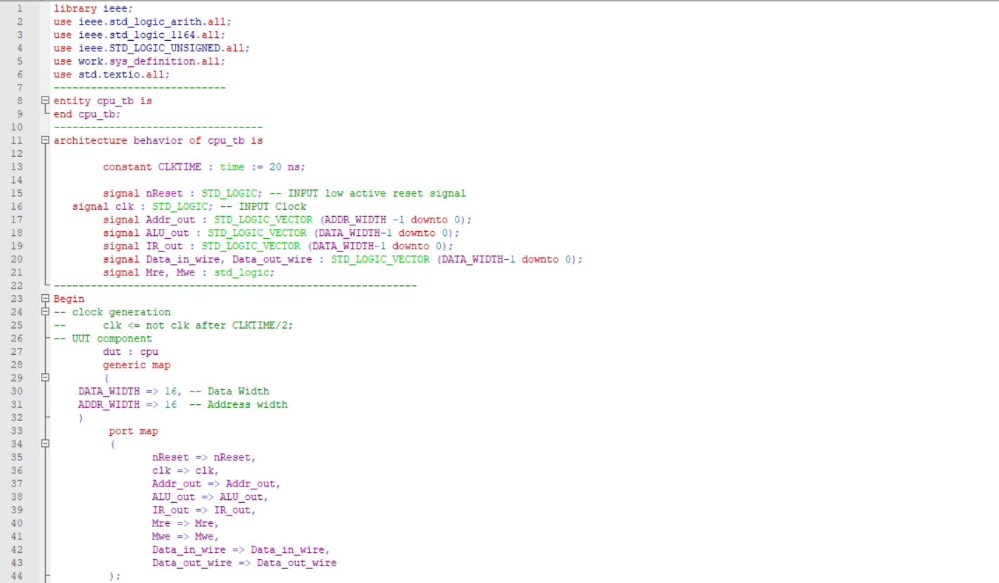 1 library ieee;
2 use ieee.std_logic_arith.all;
3 use ieee.std_logic_1164.all;
4 use ieee.STD_LOGIC_UNSIGNED.all;
5 use work.sys_definition.all;
6 use std.textio.all;
7 ----------------------------
8 entity cpu_tb is
9 end cpu_tb;
10 ----------------------------------
11 architecture behavior of cpu_tb is
12
13 constant CLKTIME : time := 20 ns;
14
15 signal nReset : STD_LOGIC; -- INPUT low active reset signal
16 signal clk : STD_LOGIC; -- INPUT Clock
17 signal Addr_out : STD_LOGIC_VECTOR (ADDR_WIDTH -1 downto 0);
18 signal ALU_out : STD_LOGIC_VECTOR (DATA_WIDTH-1 downto 0);
19 signal IR_out : STD_LOGIC_VECTOR (DATA_WIDTH-1 downto 0);
20 signal Data_in_wire, Data_out_wire : STD_LOGIC_VECTOR (DATA_WIDTH-1 downto 0);
21 signal Mre, Mwe : std_logic;
22 -----------------------------------------------------------
23 Begin
24 -- clock generation
25 -- clk <= not clk after CLKTIME/2;
26 -- UUT component
27 dut : cpu
28 generic map
29 (
30 DATA_WIDTH => 16, -- Data Width
31 ADDR_WIDTH => 16 -- Address width
32 )
33 port map
34 (
35 nReset => nReset,
36 clk => clk,
37 Addr_out => Addr_out,
38 ALU_out => ALU_out,
39 IR_out => IR_out,
40 Mre => Mre,
41 Mwe => Mwe,
42 Data_in_wire => Data_in_wire,
43 Data_out_wire => Data_out_wire
44 );